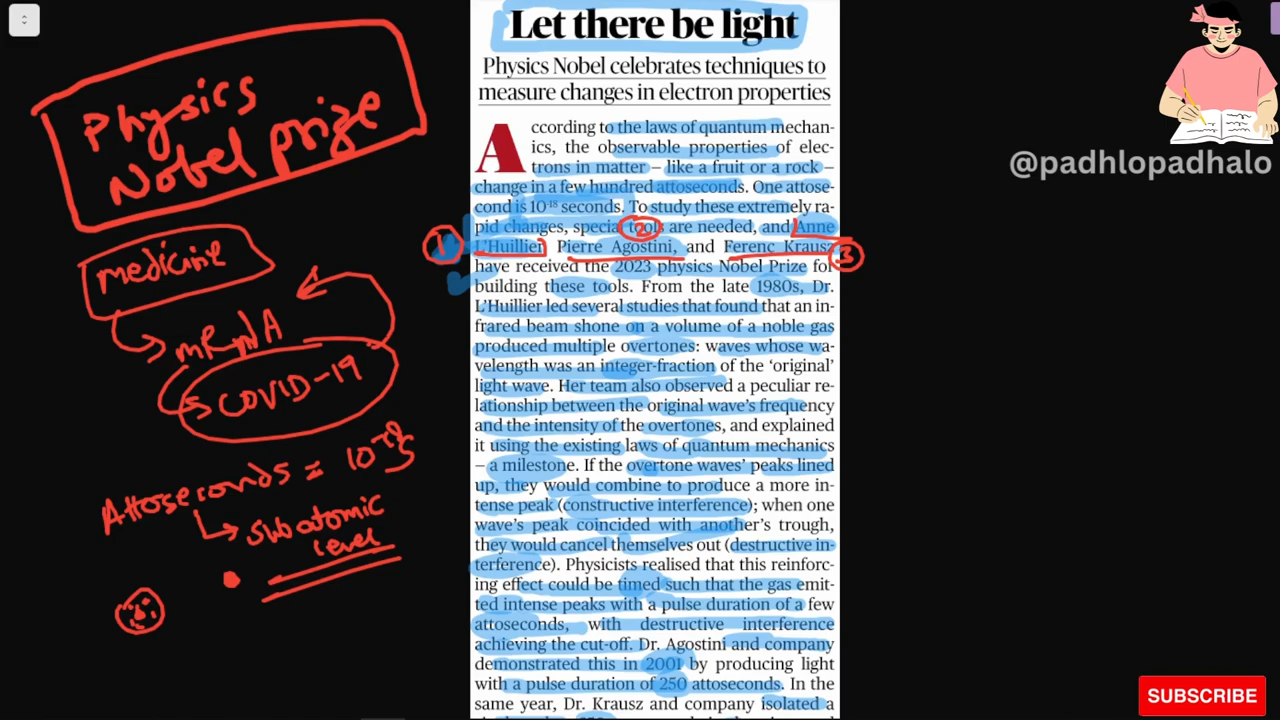 Physics
Nobel prize
medicine
mRNA
COVID-19
Attoseconds = 10
subatomic
level
Let there be light
Physics Nobel celebrates techniques to
measure changes in electron properties
According to the laws of quantum mechan-
ics, the observable properties of elec-
trons in matter – like a fruit or a rock –
change in a few hundred attoseconds. One attose-
cond is 10-18 seconds. To study these extremely ra-
pid changes, special tools are needed, and Anne
L’Huillier, Pierre Agostini, and Ferenc Krausz
have received the 2023 physics Nobel Prize for
building these tools. From the late 1980s, Dr.
L’Huillier led several studies that found that an in-
frared beam shone on a volume of a noble gas
produced multiple overtones: waves whose wa-
velength was an integer-fraction of the ‘original’
light wave. Her team also observed a peculiar re-
lationship between the original wave’s frequency
and the intensity of the overtones, and explained
it using the existing laws of quantum mechanics
– a milestone. If the overtone waves’ peaks lined
up, they would combine to produce a more in-
tense peak (constructive interference); when one
wave’s peak coincided with another’s trough,
they would cancel themselves out (destructive in-
terference). Physicists realised that this reinforc-
ing effect could be timed such that the gas emit-
ted intense peaks with a pulse duration of a few
attoseconds, with destructive interference
achieving the cut-off. Dr. Agostini and company
demonstrated this in 2001 by producing light
with a pulse duration of 250 attoseconds. In the
same year, Dr. Krausz and company isolated a
1
2
3
@padhlopadhalo
SUBSCRIBE